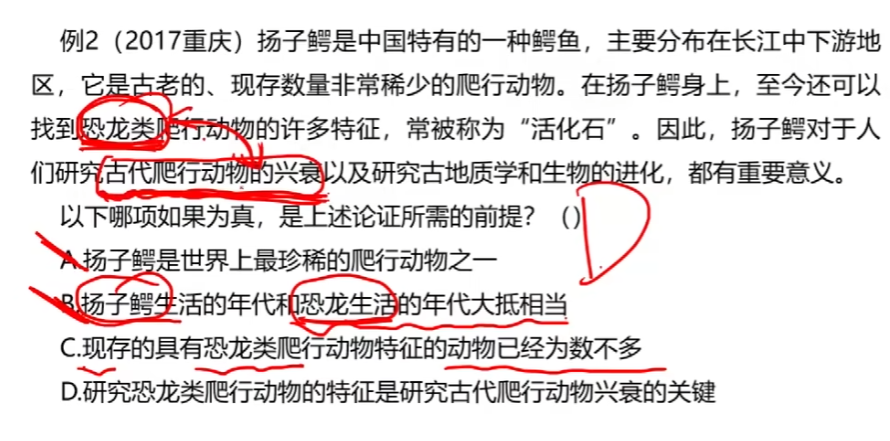 例2（2017重庆）扬子鳄是中国特有的一种鳄鱼，主要分布在长江中下游地
区，它是古老的、现存数量非常稀少的爬行动物。在扬子鳄身上，至今还可以
找到恐龙类爬行动物的许多特征，常被称为“活化石”。因此，扬子鳄对于人
们研究古代爬行动物的兴衰以及研究古地质学和生物的进化，都有重要意义。
以下哪项如果为真，是上述论证所需的前提？（）D
A.扬子鳄是世界上最珍稀的爬行动物之一
B.扬子鳄生活的年代和恐龙生活的年代大抵相当
C.现存的具有恐龙类爬行动物特征的动物已经为数不多
D.研究恐龙类爬行动物的特征是研究古代爬行动物兴衰的关键